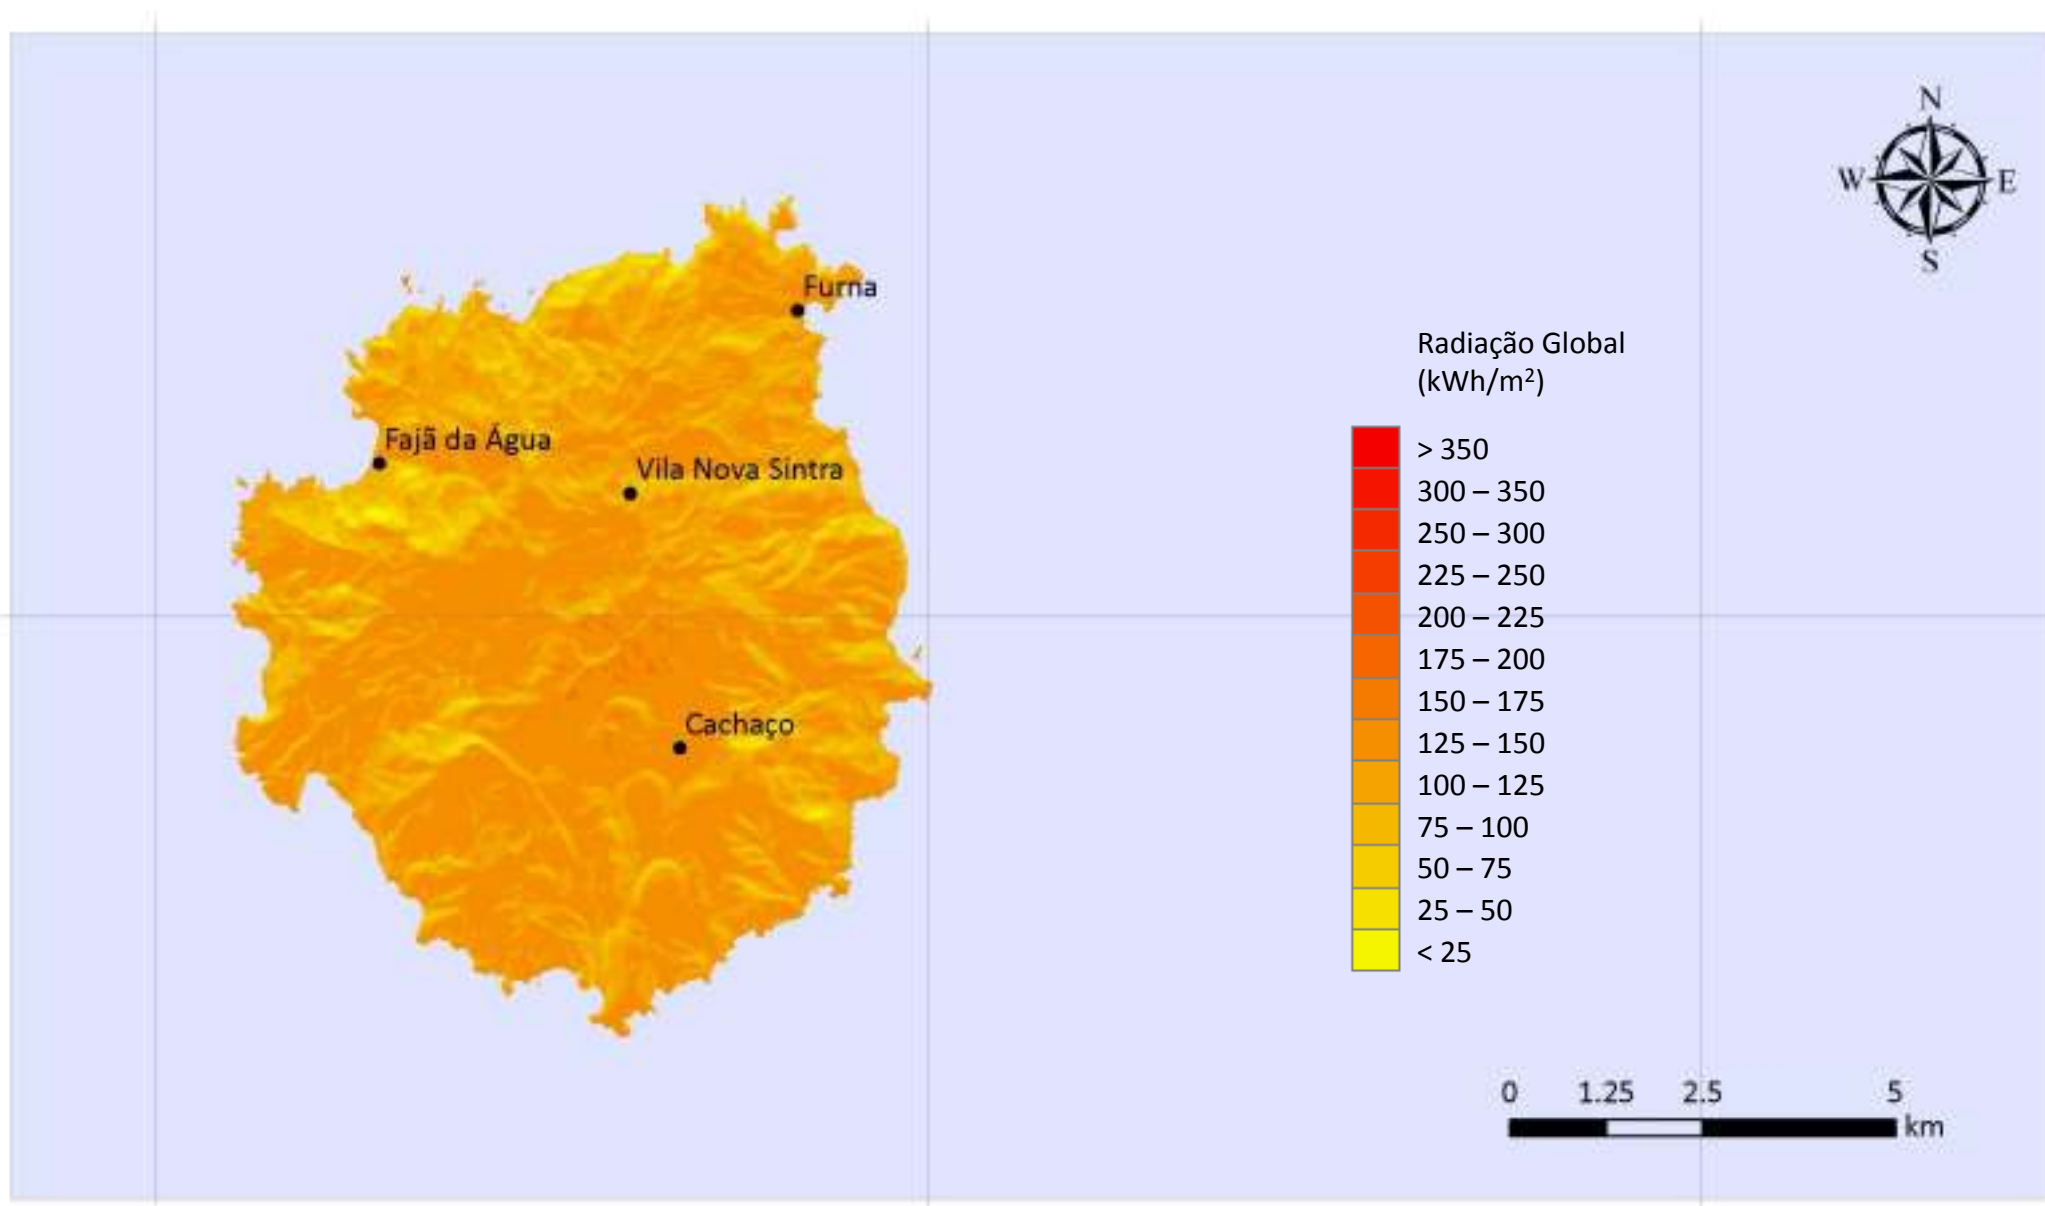 N
W E
S
Furna
Fajã da Água
Vila Nova Sintra
Cachaço
Radiação Global
(kWh/m²)
> 350
300 – 350
250 – 300
225 – 250
200 – 225
175 – 200
150 – 175
125 – 150
100 – 125
75 – 100
50 – 75
25 – 50
< 25
0 1.25 2.5 5
km